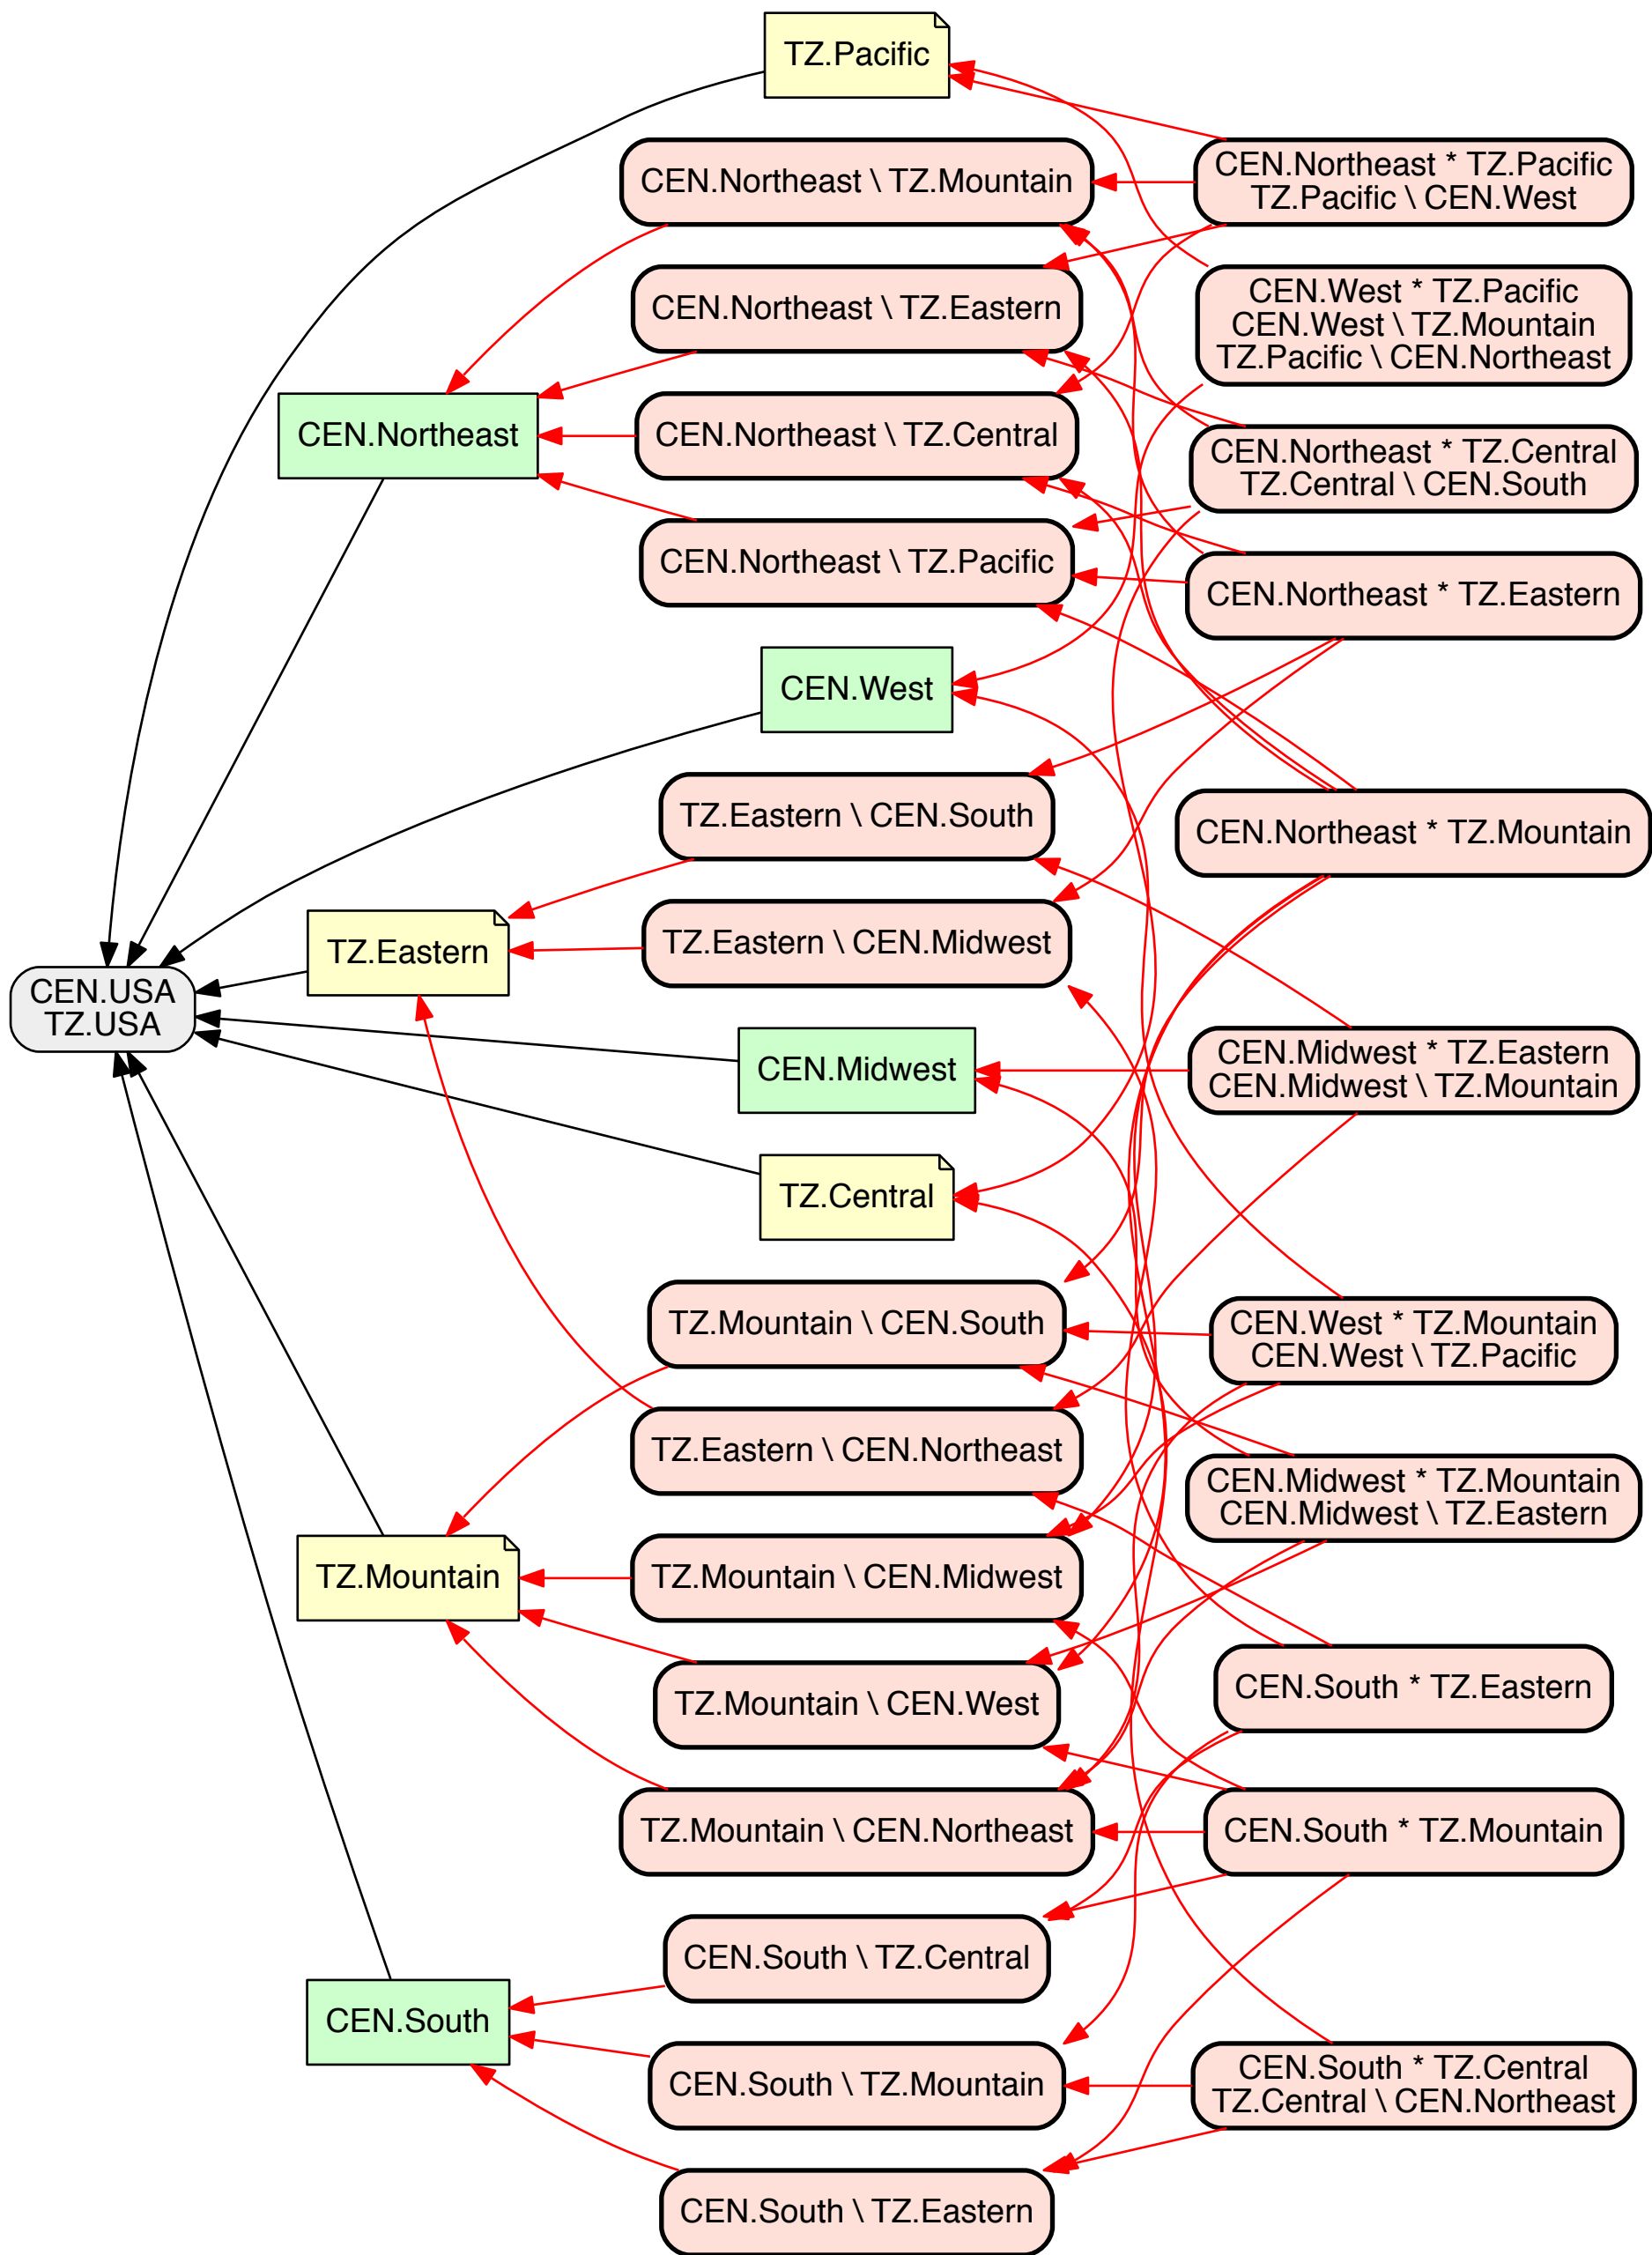 TZ.Pacific
CEN.Northeast \ TZ.Mountain
CEN.Northeast * TZ.Pacific
TZ.Pacific \ CEN.West
CEN.Northeast \ TZ.Eastern
CEN.West * TZ.Pacific
CEN.West \ TZ.Mountain
TZ.Pacific \ CEN.Northeast
CEN.Northeast
CEN.Northeast \ TZ.Central
CEN.Northeast * TZ.Central
TZ.Central \ CEN.South
CEN.Northeast \ TZ.Pacific
CEN.Northeast * TZ.Eastern
CEN.West
TZ.Eastern \ CEN.South
CEN.Northeast * TZ.Mountain
TZ.Eastern
TZ.Eastern \ CEN.Midwest
CEN.USA
TZ.USA
CEN.Midwest
CEN.Midwest * TZ.Eastern
CEN.Midwest \ TZ.Mountain
TZ.Central
TZ.Mountain \ CEN.South
CEN.West * TZ.Mountain
CEN.West \ TZ.Pacific
TZ.Eastern \ CEN.Northeast
CEN.Midwest * TZ.Mountain
CEN.Midwest \ TZ.Eastern
TZ.Mountain
TZ.Mountain \ CEN.Midwest
TZ.Mountain \ CEN.West
CEN.South * TZ.Eastern
TZ.Mountain \ CEN.Northeast
CEN.South * TZ.Mountain
CEN.South \ TZ.Central
CEN.South
CEN.South \ TZ.Mountain
CEN.South * TZ.Central
TZ.Central \ CEN.Northeast
CEN.South \ TZ.Eastern